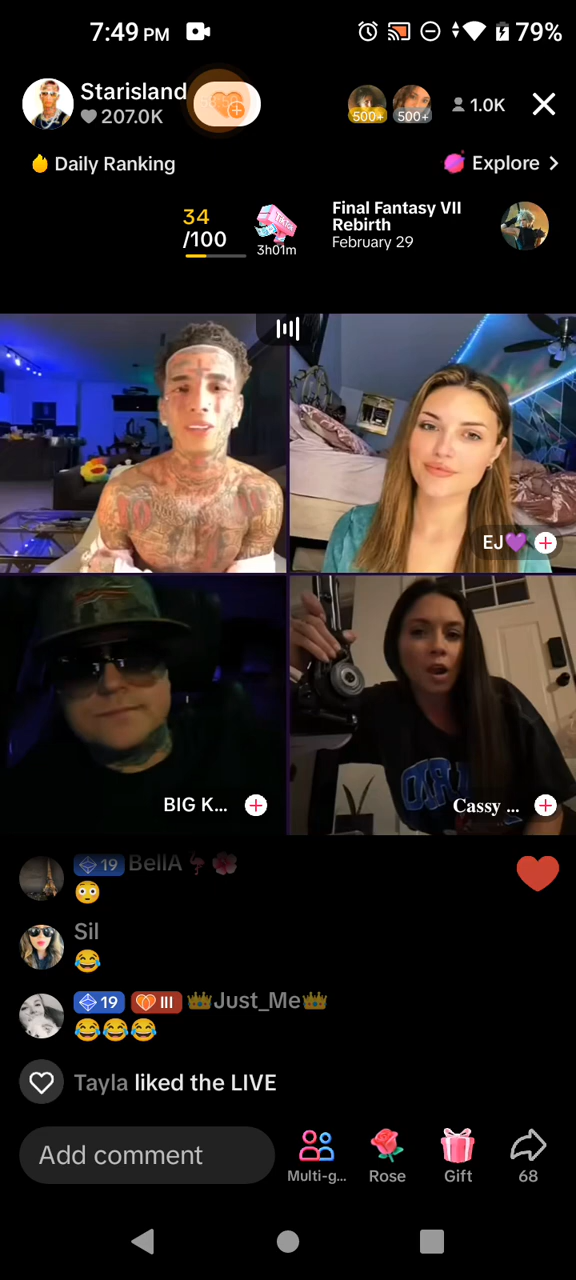 7:49 PM
79%
Starisland
207.0K
500+
500+
1.0K
Daily Ranking
Explore >
34
/100
TikTok
3h01m
Final Fantasy VII
Rebirth
February 29
EJ💜
BIG K...
Cassy ...
19 BellA🦩🌺
😳
Sil
😂
19 III 👑Just_Me👑
😂😂😂
Tayla liked the LIVE
Add comment
Multi-g...
Rose
Gift
68